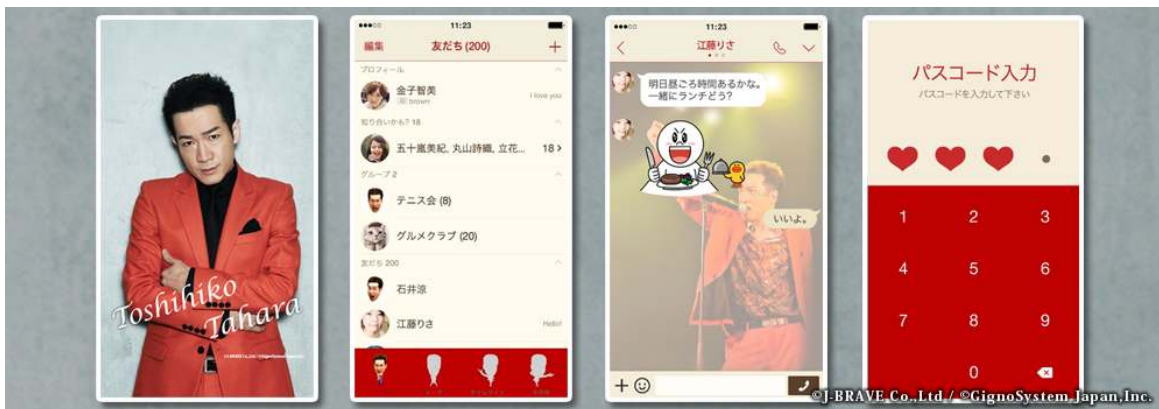 Toshihiko
Tahara
11:23
編集
友だち (200)
プロフィール
金子智美
brown
I love you
知り合いかも? 18
五十嵐美紀, 丸山詩織, 立花...
18
グループ 2
テニス会 (8)
グルメクラブ (20)
友だち 200
石井涼
江藤りさ
Hello!
11:23
江藤りさ
明日昼ごろ時間あるかな。
一緒にランチどう?
いいよ。
パスコード入力
パスコードを入力して下さい
1 2 3
4 5 6
7 8 9
0
©J-BRAVE Co.,Ltd / ©GignoSystem Japan,Inc.